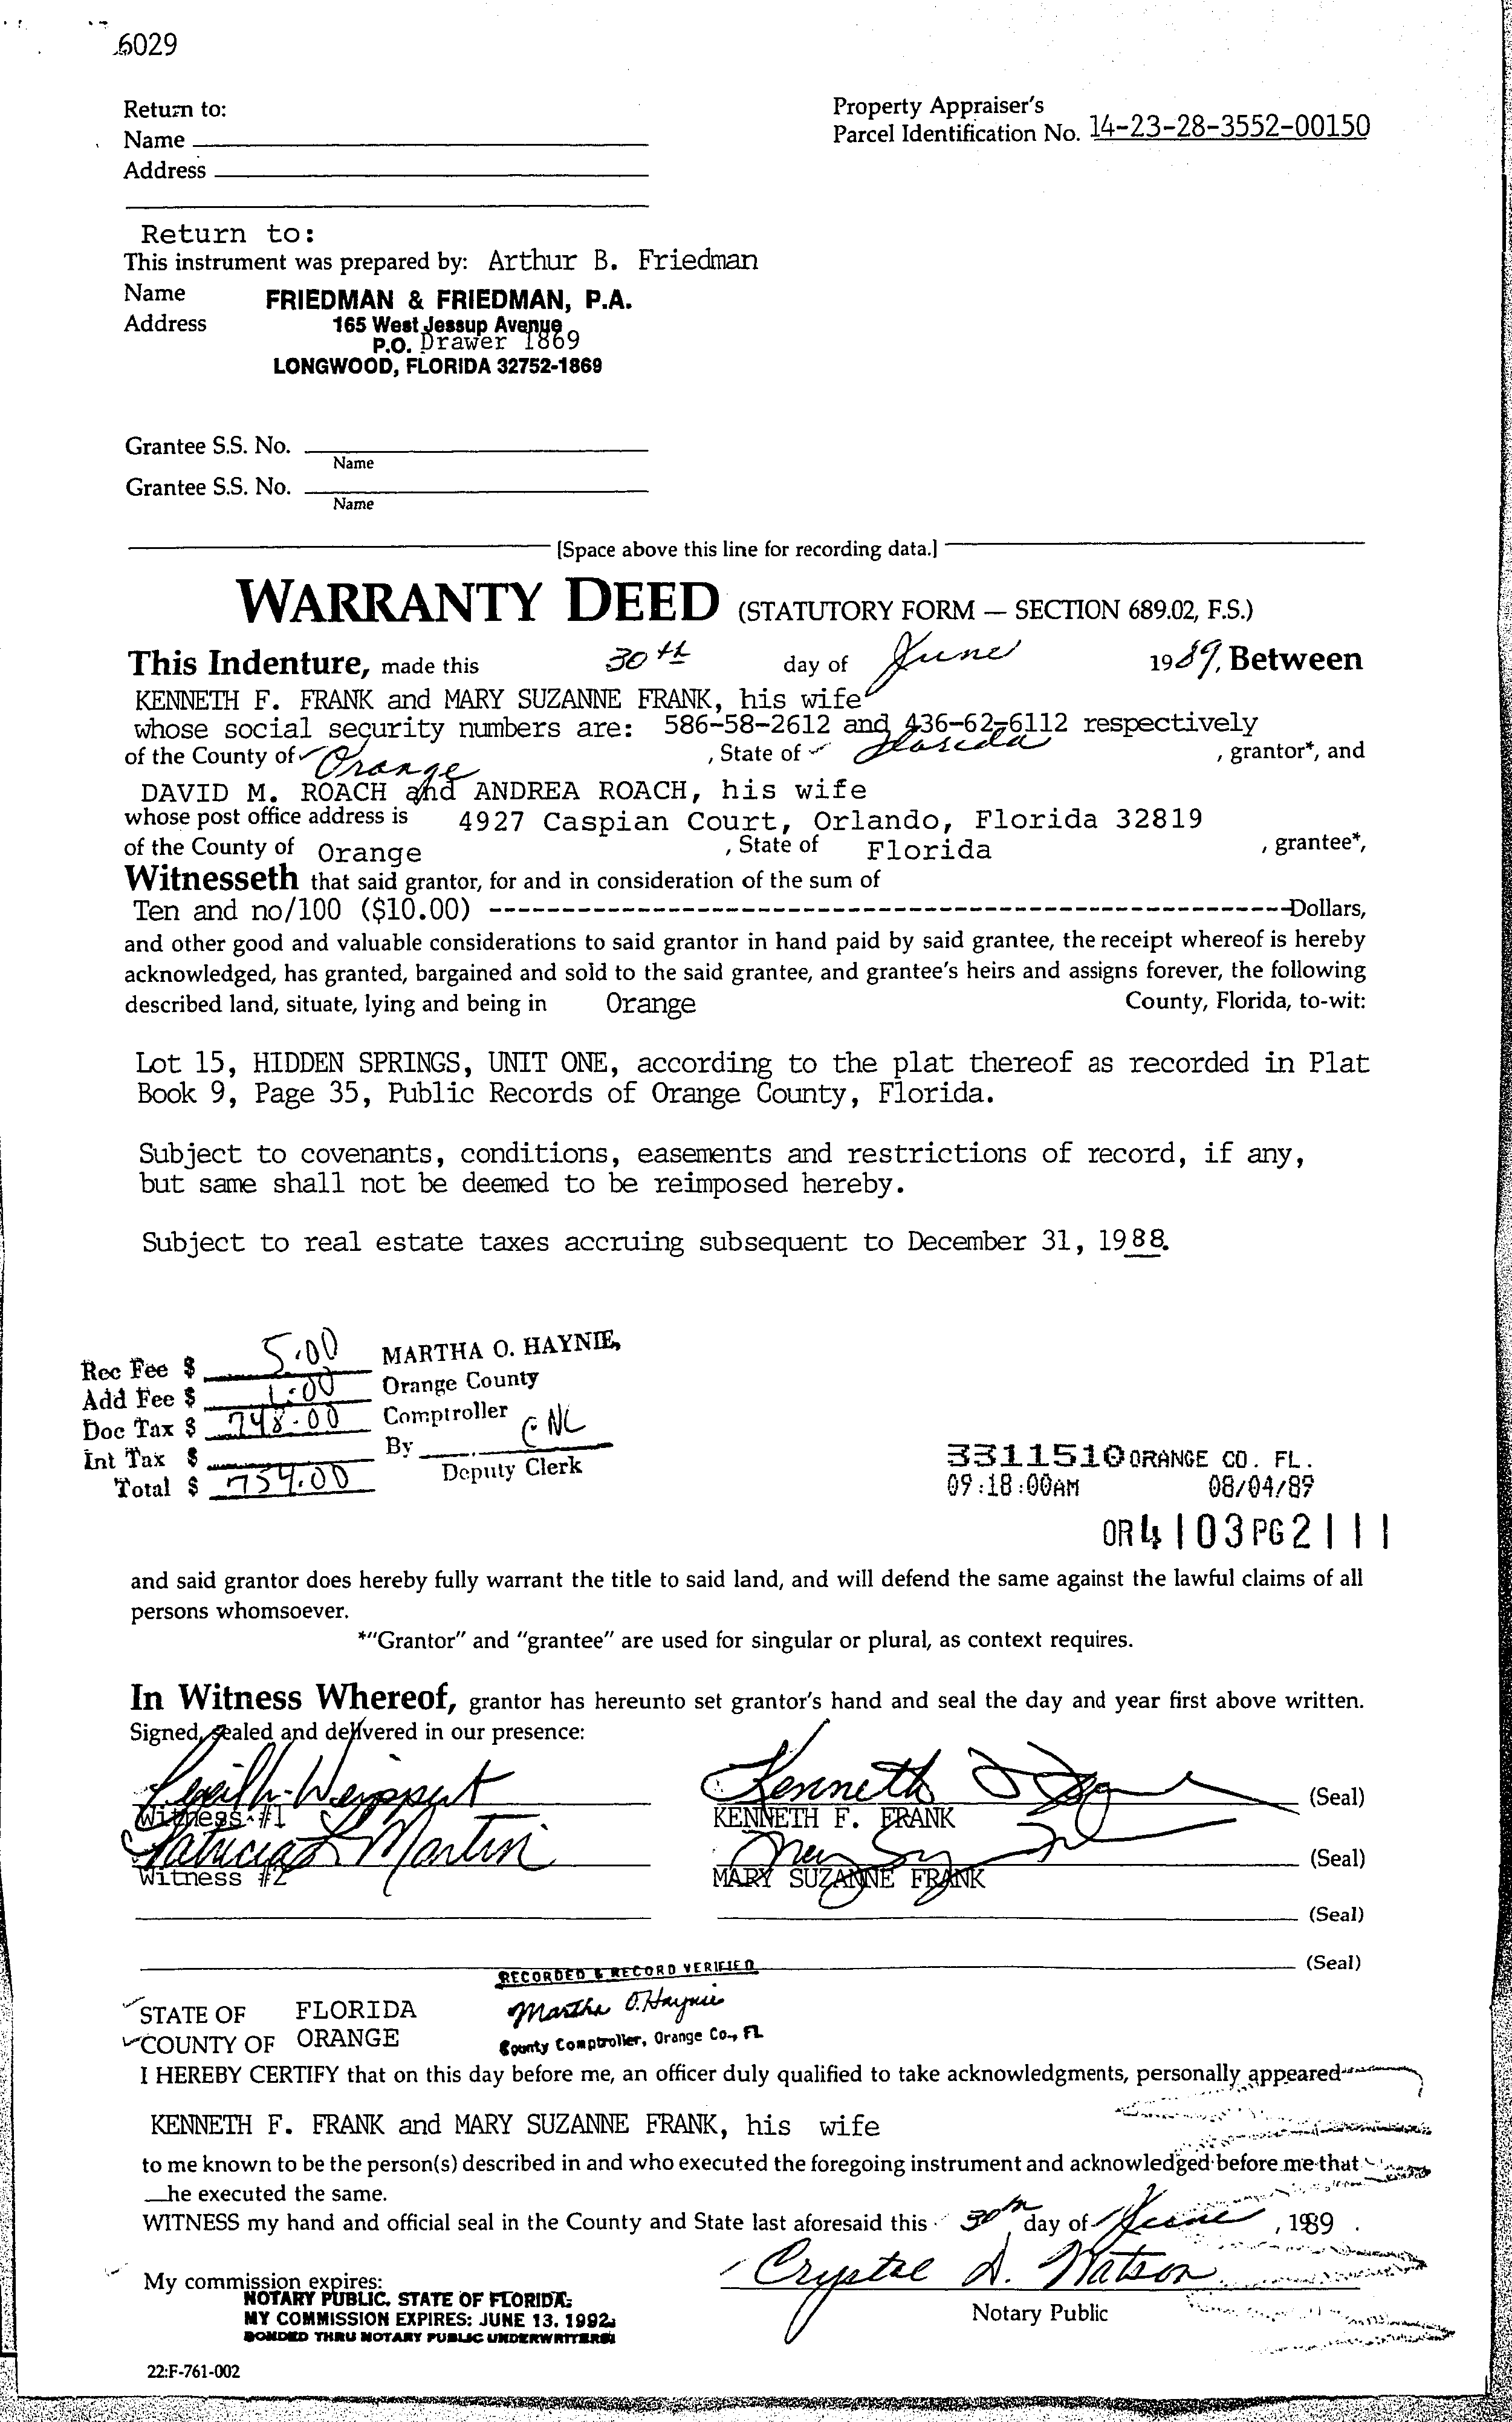 6029
Return to:
Name
Address
Property Appraiser's
Parcel Identification No. 14-23-28-3552-00150
Return to:
This instrument was prepared by: Arthur B. Friedman
Name FRIEDMAN & FRIEDMAN, P.A.
Address 165 West Jessup Avenue
P.O. Drawer 1869
LONGWOOD, FLORIDA 32752-1869
Grantee S.S. No.
Name
Grantee S.S. No.
Name
[Space above this line for recording data.]
WARRANTY DEED (STATUTORY FORM — SECTION 689.02, F.S.)
This Indenture, made this 30th day of June 1989, Between
KENNETH F. FRANK and MARY SUZANNE FRANK, his wife
whose social security numbers are: 586-58-2612 and 436-62-6112 respectively
of the County of Orange , State of Florida , grantor*, and
DAVID M. ROACH and ANDREA ROACH, his wife
whose post office address is 4927 Caspian Court, Orlando, Florida 32819
of the County of Orange , State of Florida , grantee*,
Witnesseth that said grantor, for and in consideration of the sum of
Ten and no/100 ($10.00) ------------------------------------------------------Dollars,
and other good and valuable considerations to said grantor in hand paid by said grantee, the receipt whereof is hereby
acknowledged, has granted, bargained and sold to the said grantee, and grantee's heirs and assigns forever, the following
described land, situate, lying and being in Orange County, Florida, to-wit:
Lot 15, HIDDEN SPRINGS, UNIT ONE, according to the plat thereof as recorded in Plat
Book 9, Page 35, Public Records of Orange County, Florida.
Subject to covenants, conditions, easements and restrictions of record, if any,
but same shall not be deemed to be reimposed hereby.
Subject to real estate taxes accruing subsequent to December 31, 1988.
Rec Fee $ 5.00 MARTHA O. HAYNIE,
Add Fee $ 1.00 Orange County
Doc Tax $ 748.00 Comptroller
Int Tax $ By
Total $ 754.00 Deputy Clerk
3311510 ORANGE CO. FL.
09:18:00AM 08/04/89
OR4103PG2111
and said grantor does hereby fully warrant the title to said land, and will defend the same against the lawful claims of all
persons whomsoever.
*"Grantor" and "grantee" are used for singular or plural, as context requires.
In Witness Whereof, grantor has hereunto set grantor's hand and seal the day and year first above written.
Signed, sealed and delivered in our presence:
Kenneth (Seal)
Witness #1 KENNETH F. FRANK
Patricia L Martin (Seal)
Witness #2 MARY SUZANNE FRANK
(Seal)
(Seal)
RECORDED & RECORD VERIFIED
STATE OF FLORIDA Martha O. Haynie
COUNTY OF ORANGE County Comptroller, Orange Co., FL
I HEREBY CERTIFY that on this day before me, an officer duly qualified to take acknowledgments, personally appeared
KENNETH F. FRANK and MARY SUZANNE FRANK, his wife
to me known to be the person(s) described in and who executed the foregoing instrument and acknowledged before me that
__he executed the same.
WITNESS my hand and official seal in the County and State last aforesaid this 30th day of June , 1989 .
Crystal D. Watson
My commission expires: Notary Public
NOTARY PUBLIC, STATE OF FLORIDA.
MY COMMISSION EXPIRES: JUNE 13, 1992.
BONDED THRU NOTARY PUBLIC UNDERWRITERS.
22:F-761-002